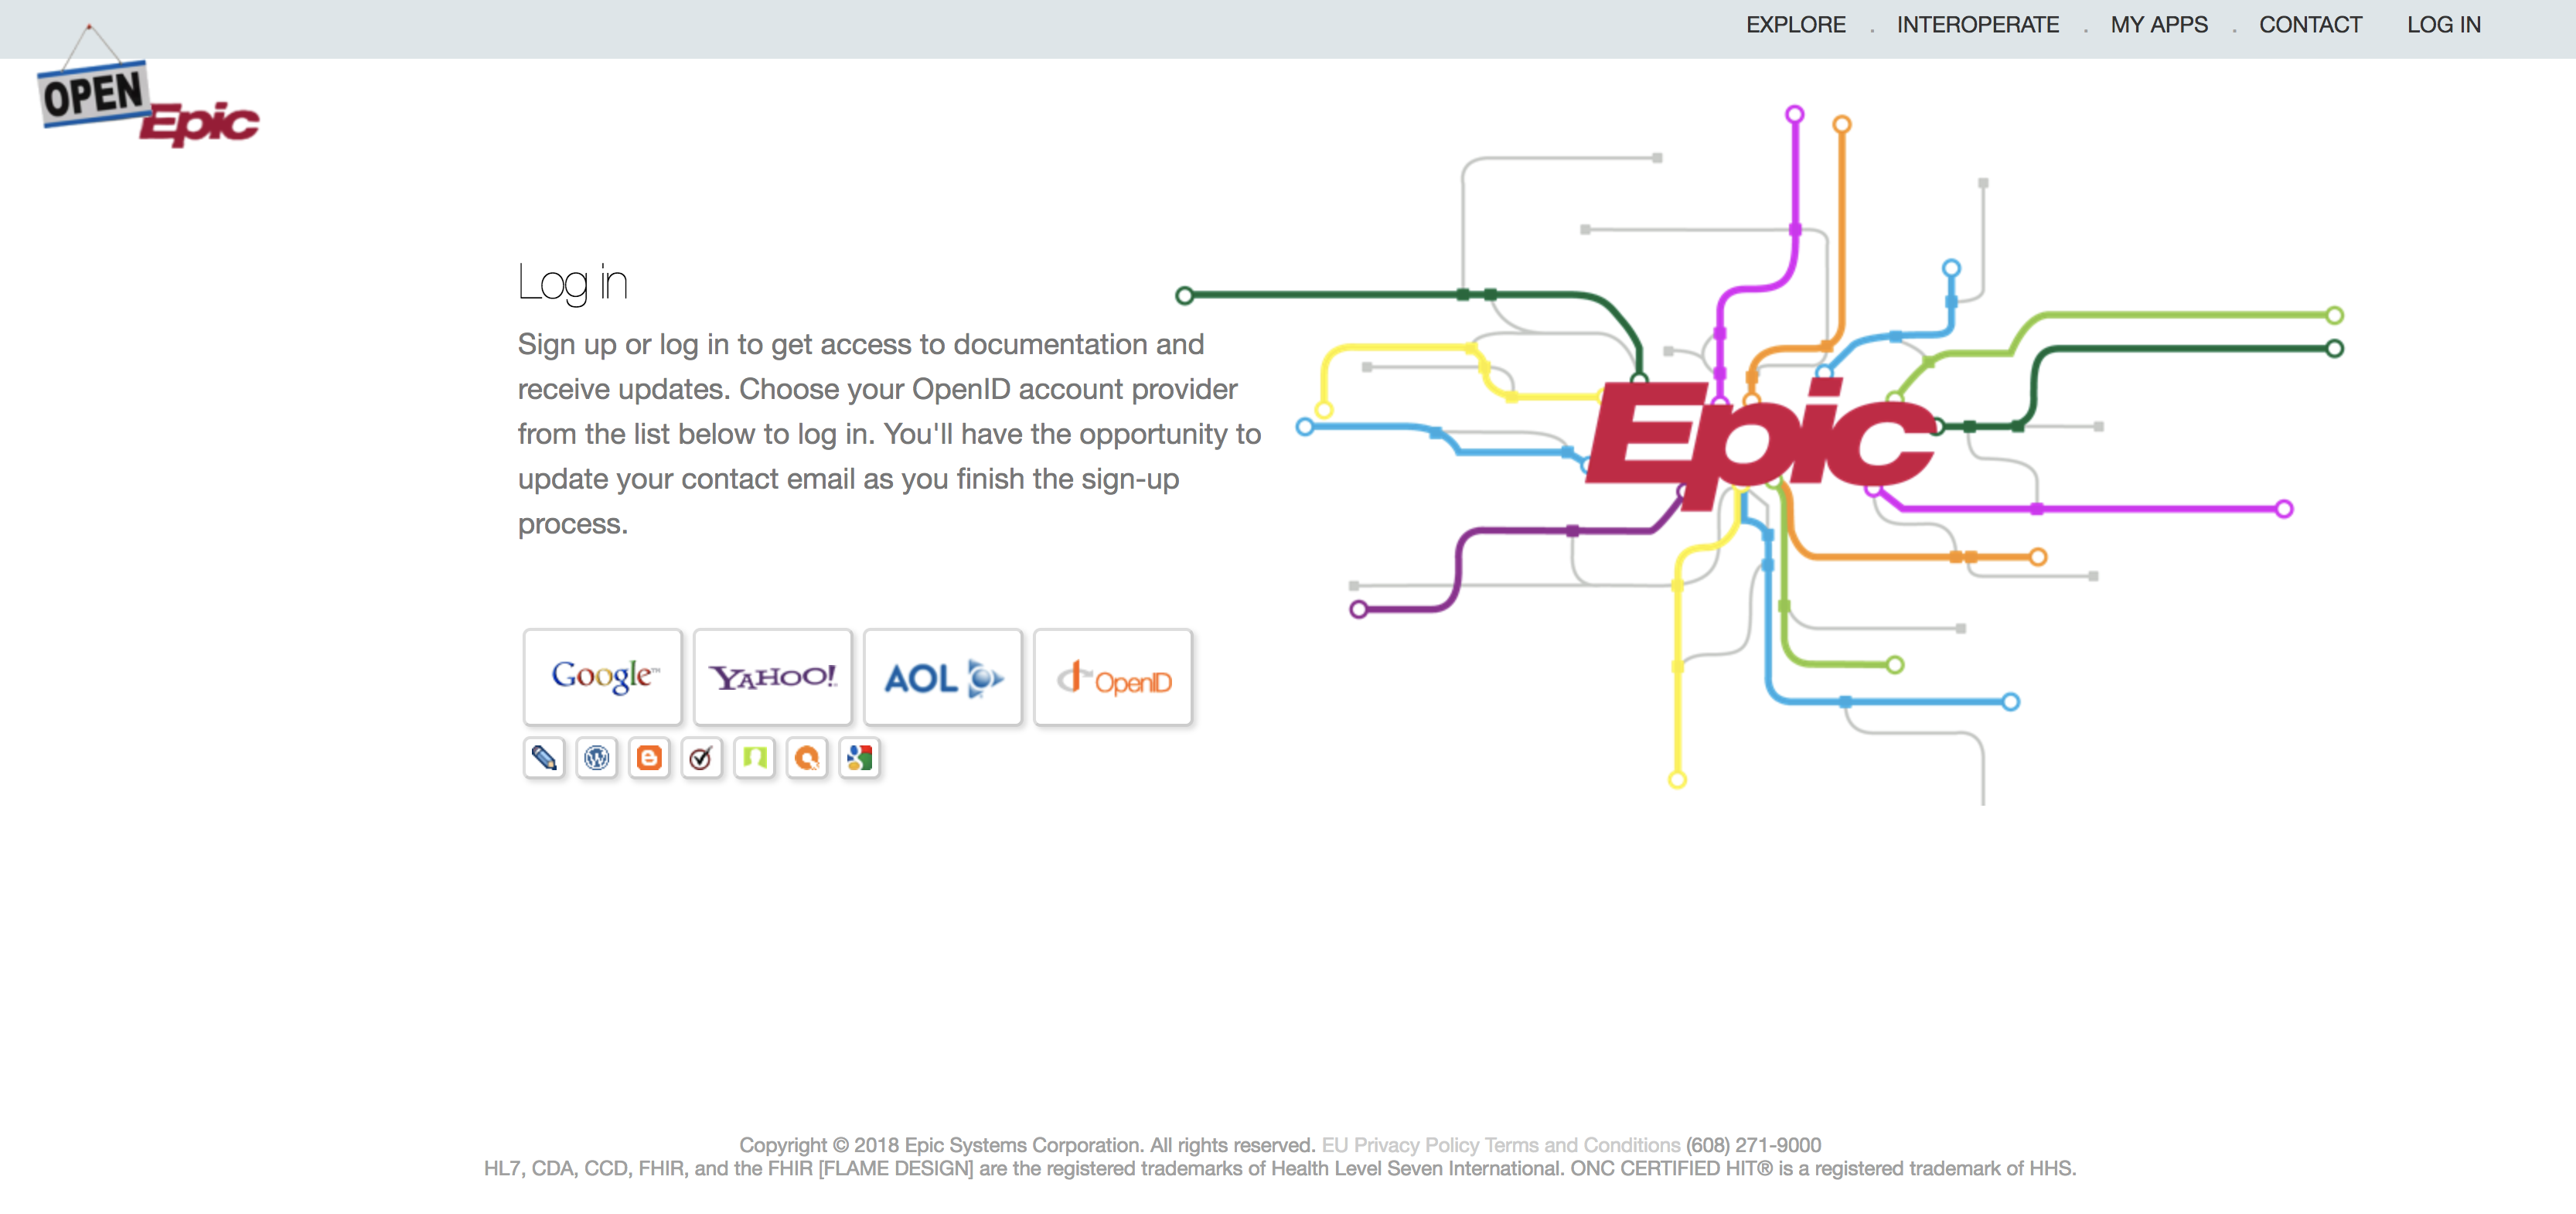 EXPLORE . INTEROPERATE . MY APPS . CONTACT LOG IN
OPEN
Epic
Log in
Sign up or log in to get access to documentation and
receive updates. Choose your OpenID account provider
from the list below to log in. You'll have the opportunity to
update your contact email as you finish the sign-up
process.
Epic
Google™ YAHOO! AOL OpenID
Copyright © 2018 Epic Systems Corporation. All rights reserved. EU Privacy Policy Terms and Conditions (608) 271-9000
HL7, CDA, CCD, FHIR, and the FHIR [FLAME DESIGN] are the registered trademarks of Health Level Seven International. ONC CERTIFIED HIT® is a registered trademark of HHS.